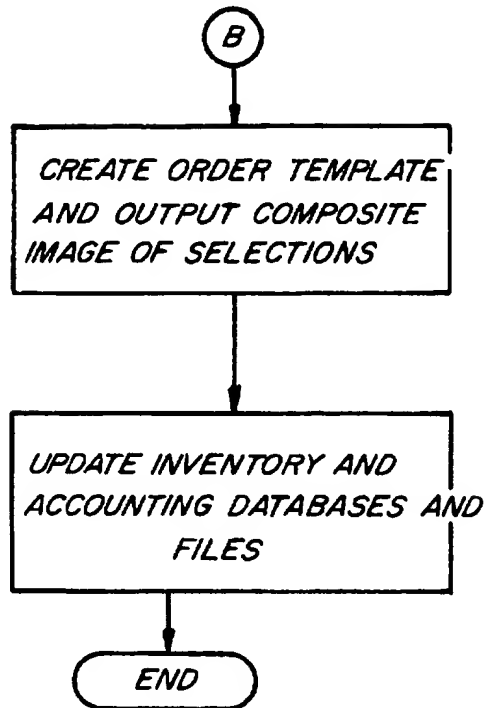 B
CREATE ORDER TEMPLATE
AND OUTPUT COMPOSITE
IMAGE OF SELECTIONS
UPDATE INVENTORY AND
ACCOUNTING DATABASES AND
FILES
END